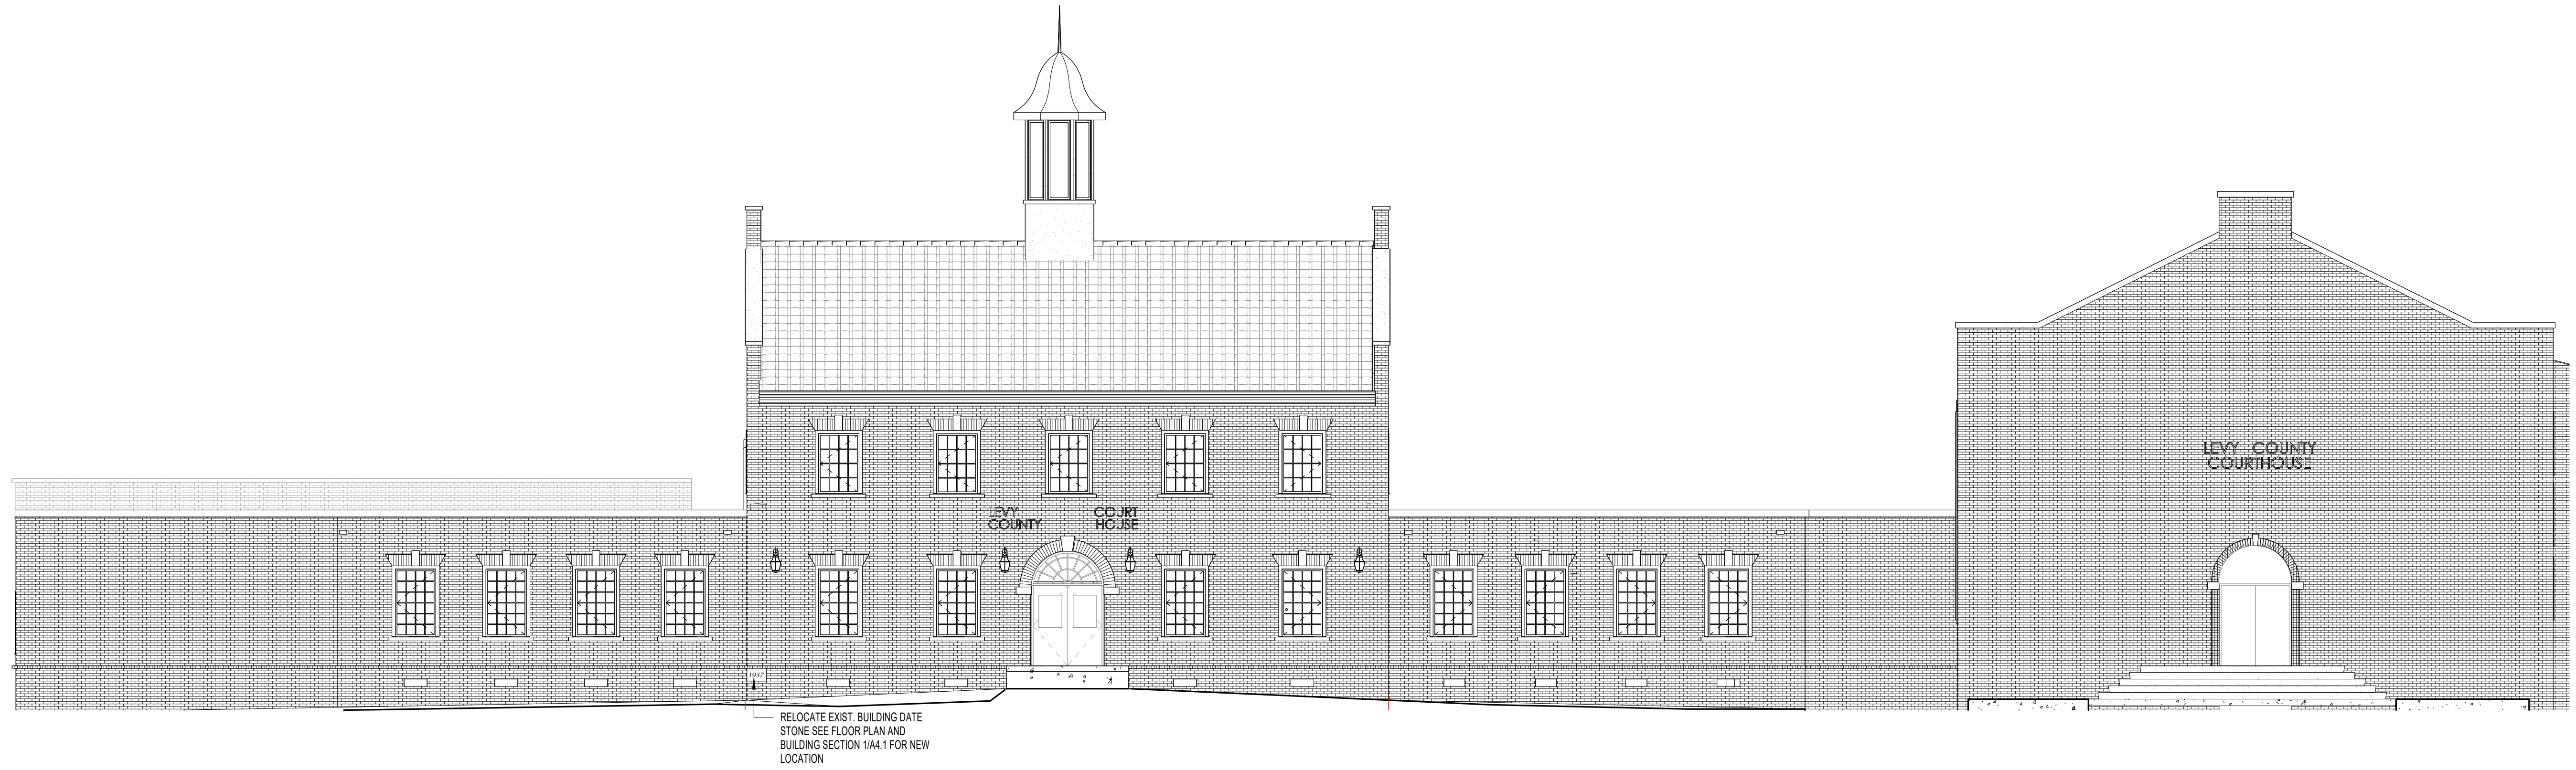 LEVY COUNTY
COURTHOUSE
LEVY
COUNTY
COURT
HOUSE
1937
RELOCATE EXIST. BUILDING DATE
STONE SEE FLOOR PLAN AND
BUILDING SECTION 1/A4.1 FOR NEW
LOCATION